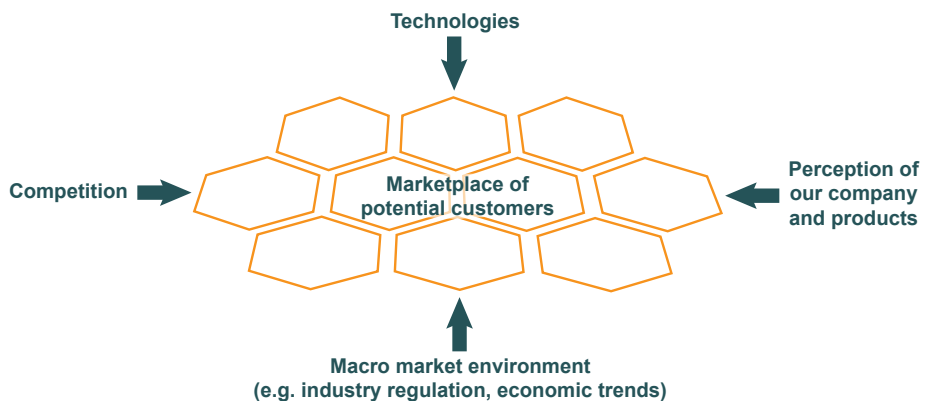 Technologies
Competition
Marketplace of
potential customers
Perception of
our company
and products
Macro market environment
(e.g. industry regulation, economic trends)